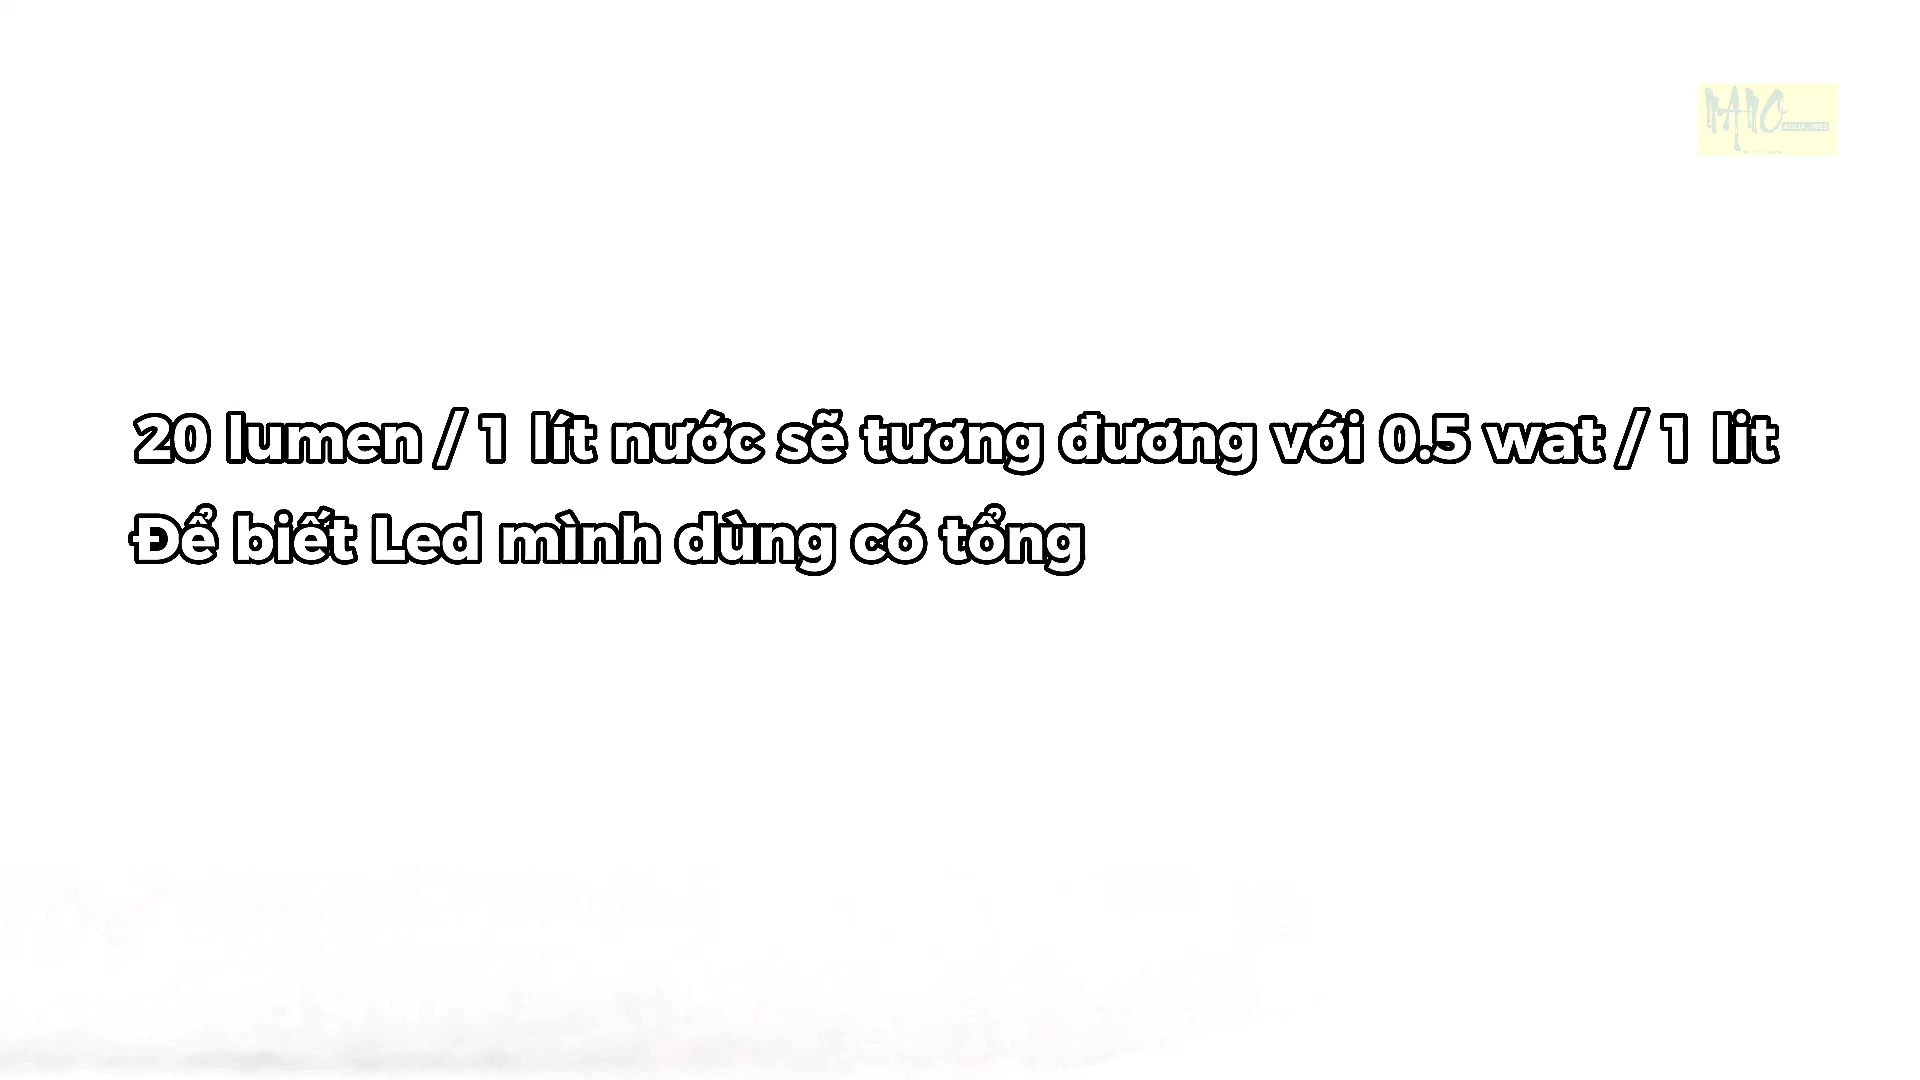 AQUA_1985
20 lumen / 1 lít nước sẽ tương đương với 0.5 wat / 1 lit
Để biết Led mình dùng có tổng